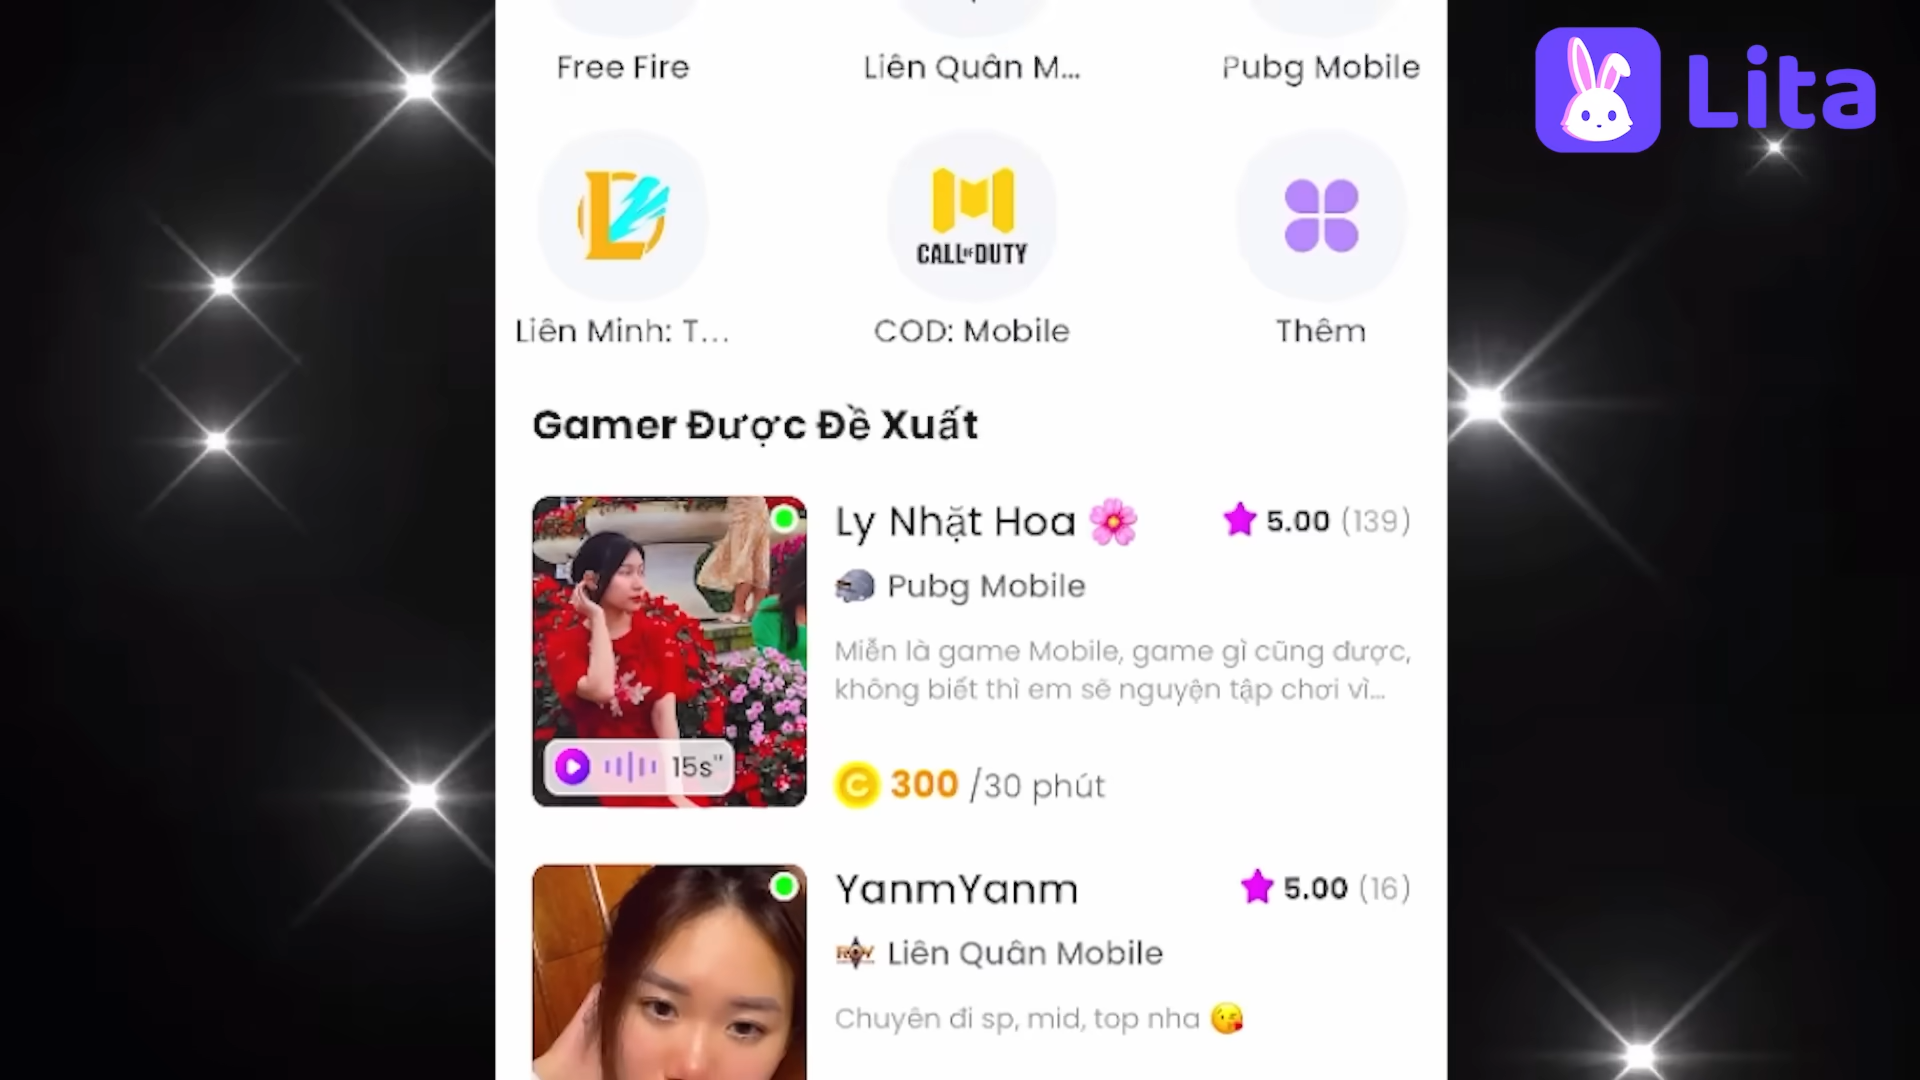 Free Fire
Liên Quân M...
Pubg Mobile
Lita
CALL OF DUTY
Liên Minh: T...
COD: Mobile
Thêm
Gamer Được Đề Xuất
Ly Nhặt Hoa 🌸
5.00 (139)
Pubg Mobile
Miễn là game Mobile, game gì cũng được,
không biết thì em sẽ nguyện tập chơi vì...
15s"
300 /30 phút
YanmYanm
5.00 (16)
ROV
Liên Quân Mobile
Chuyên đi sp, mid, top nha 😘